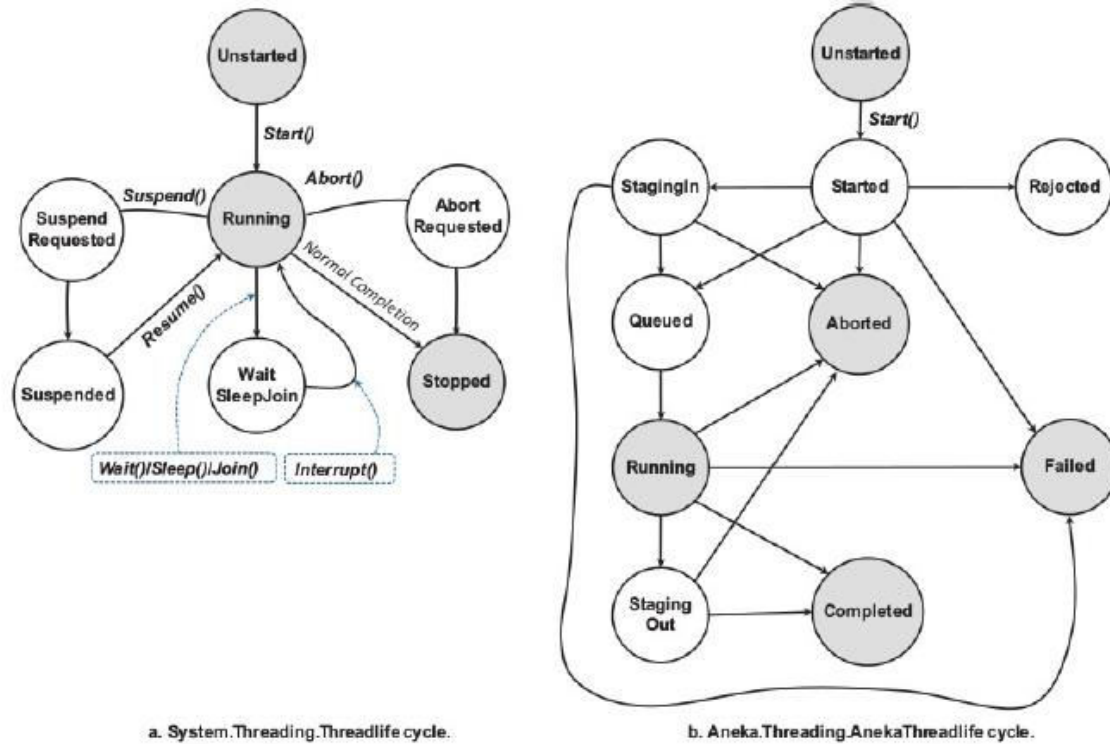 Unstarted
Start()
Suspend()
Abort()
Suspend
Requested
Running
Abort
Requested
Resume()
Normal Completion
Suspended
Wait
SleepJoin
Stopped
Wait()/Sleep()/Join()
Interrupt()
a. System.Threading.Threadlife cycle.
Unstarted
Start()
StagingIn
Started
Rejected
Queued
Aborted
Running
Failed
Staging
Out
Completed
b. Aneka.Threading.AnekaThreadlife cycle.